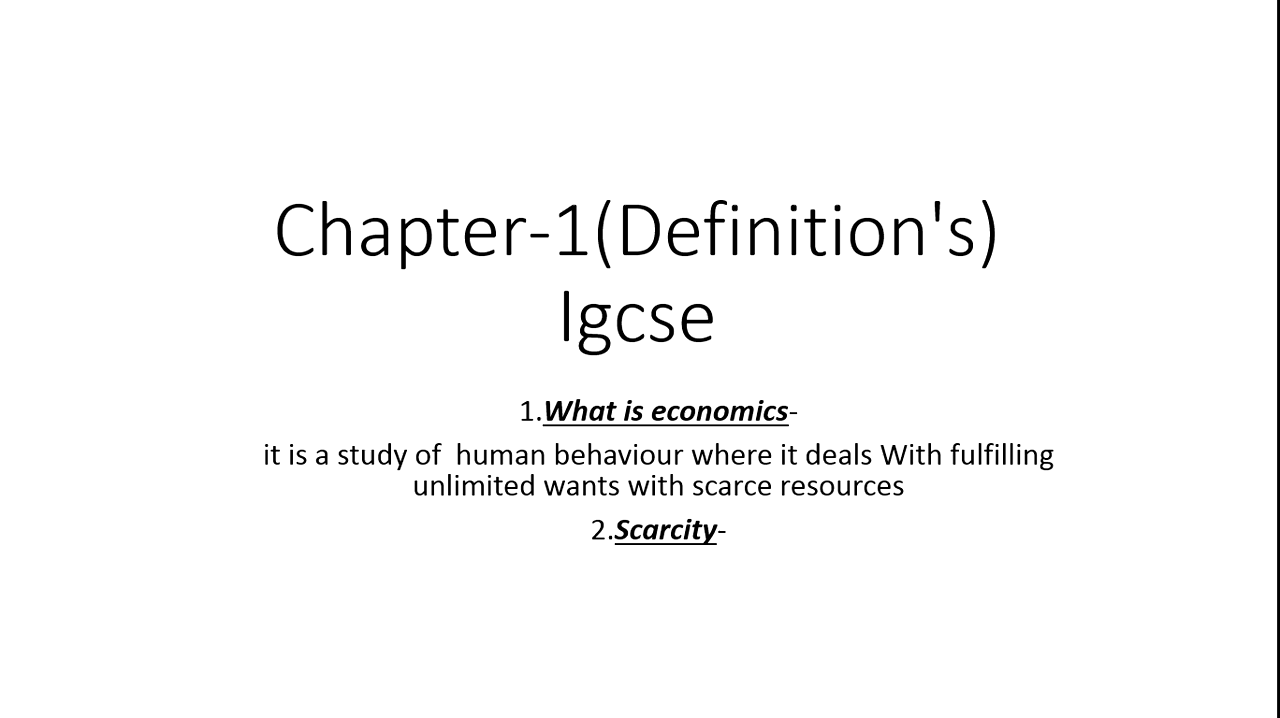 Chapter-1(Definition's)
Igcse
1.What is economics-
it is a study of  human behaviour where it deals With fulfilling
unlimited wants with scarce resources
2.Scarcity-